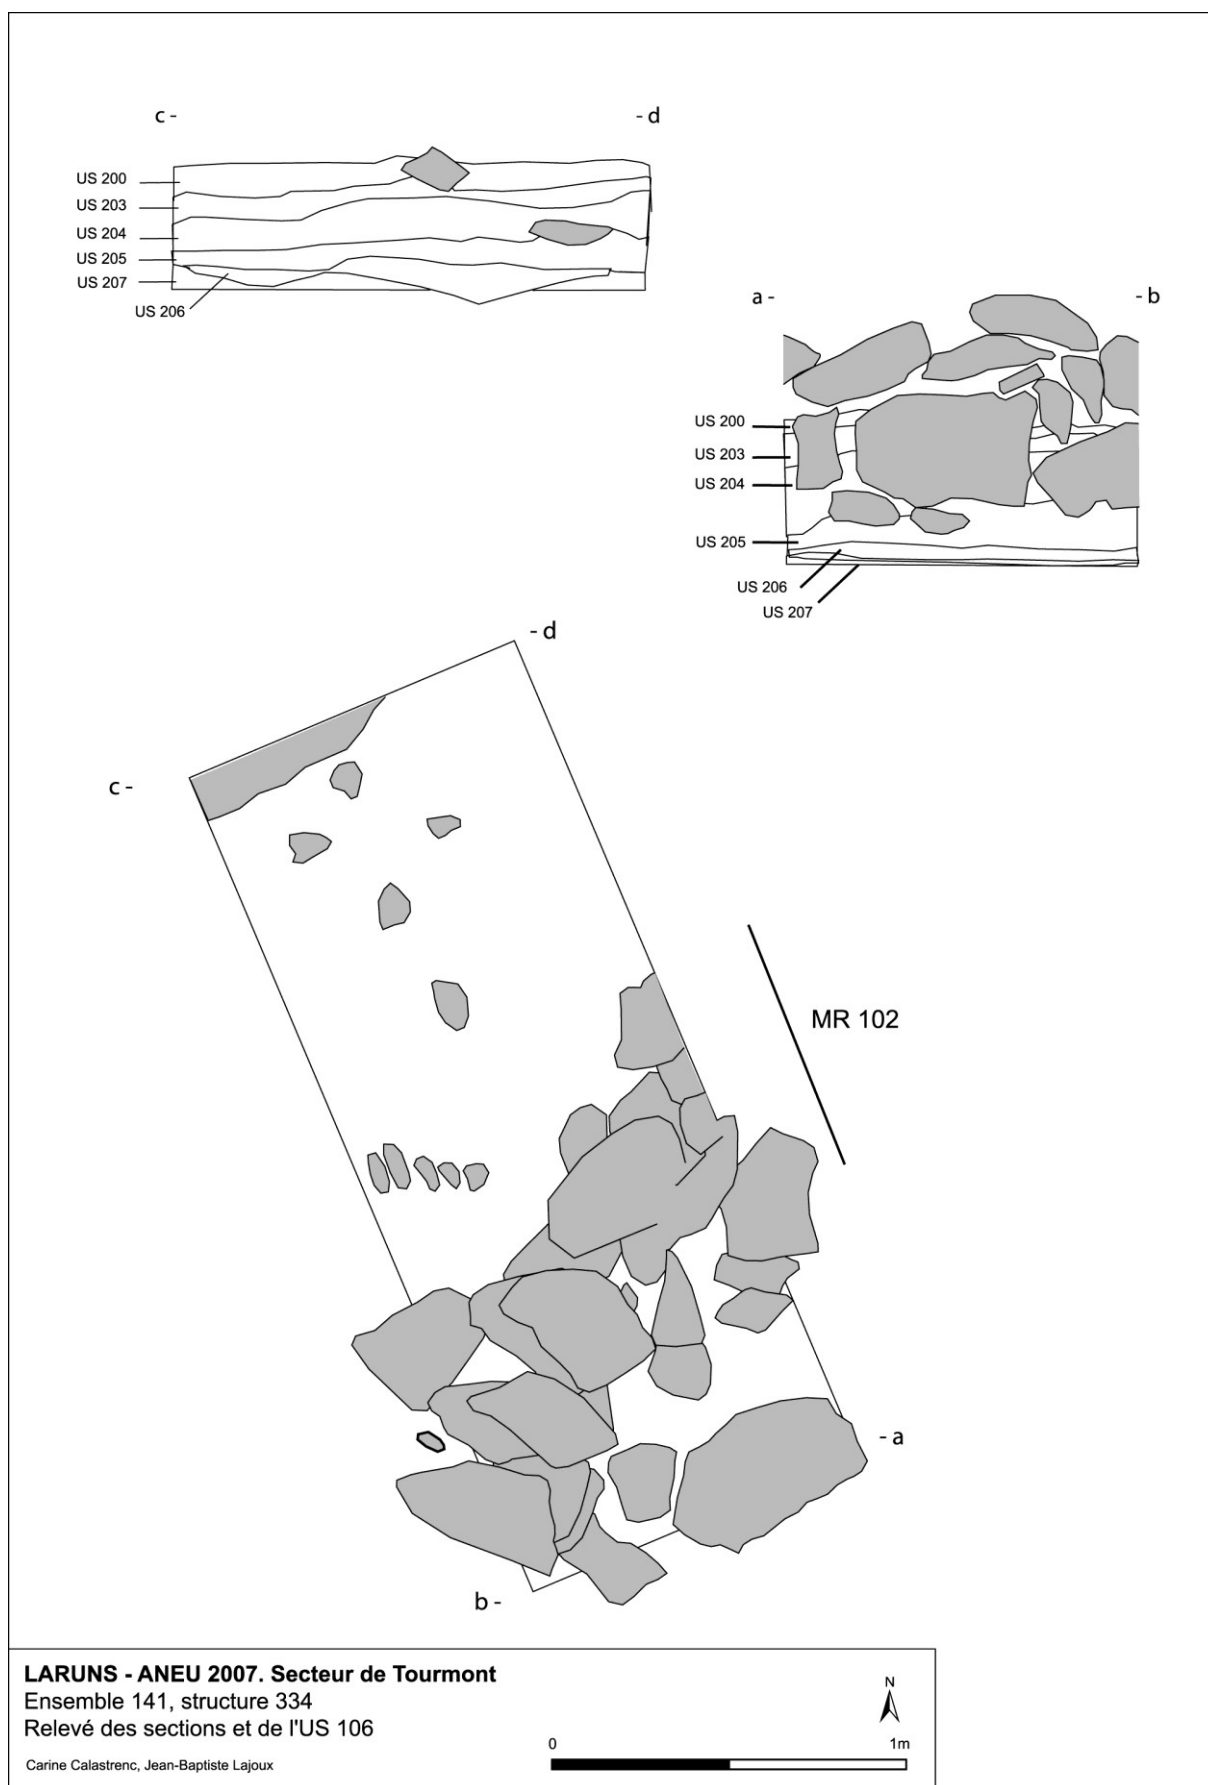 c -
- d
US 200
US 203
US 204
US 205
US 207
US 206
a -
- b
US 200
US 203
US 204
US 205
US 206
US 207
- d
c -
MR 102
- a
b -
LARUNS - ANEU 2007. Secteur de Tourmont
Ensemble 141, structure 334
Relevé des sections et de l'US 106
Carine Calastrenc, Jean-Baptiste Lajoux
N
0
1m